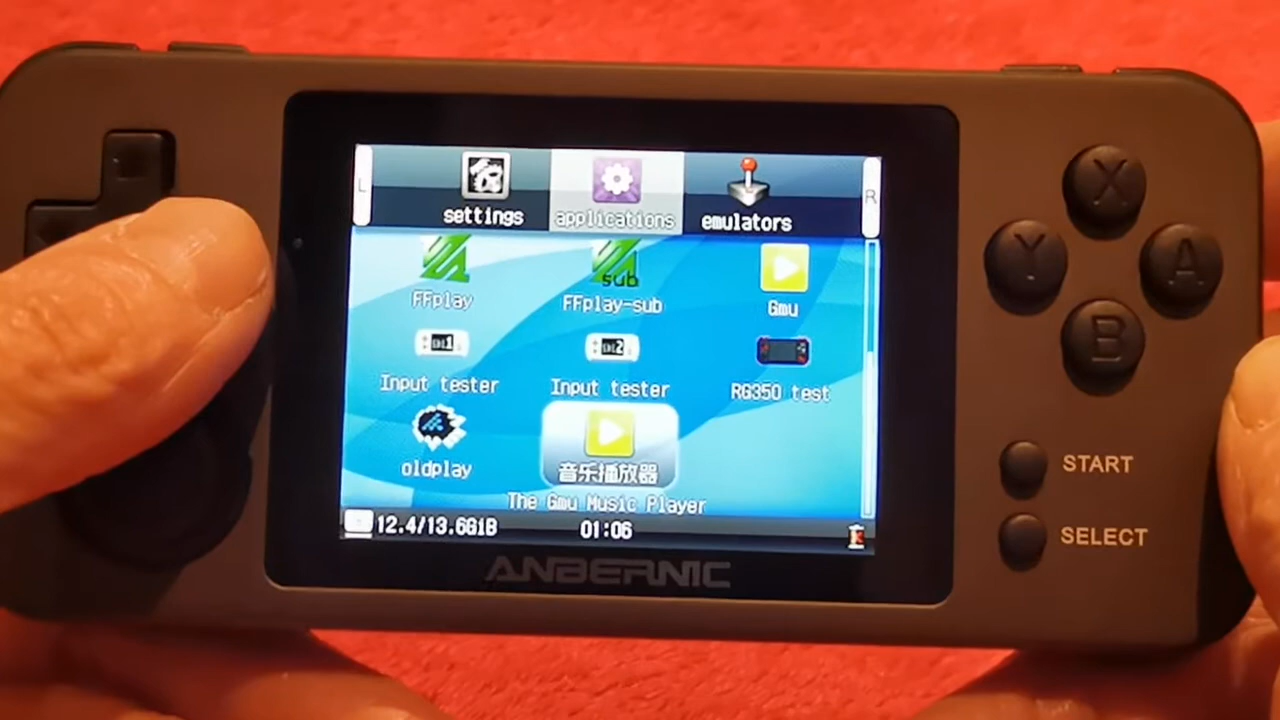 L
R
settings applications emulators
FFplay FFplay-sub Gmu
sub
Input tester Input tester RG350 test
oldplay 音乐播放器
The Gmu Music Player
12.4/13.6GiB 01:06
ANBERNIC
X
Y
A
B
START
SELECT